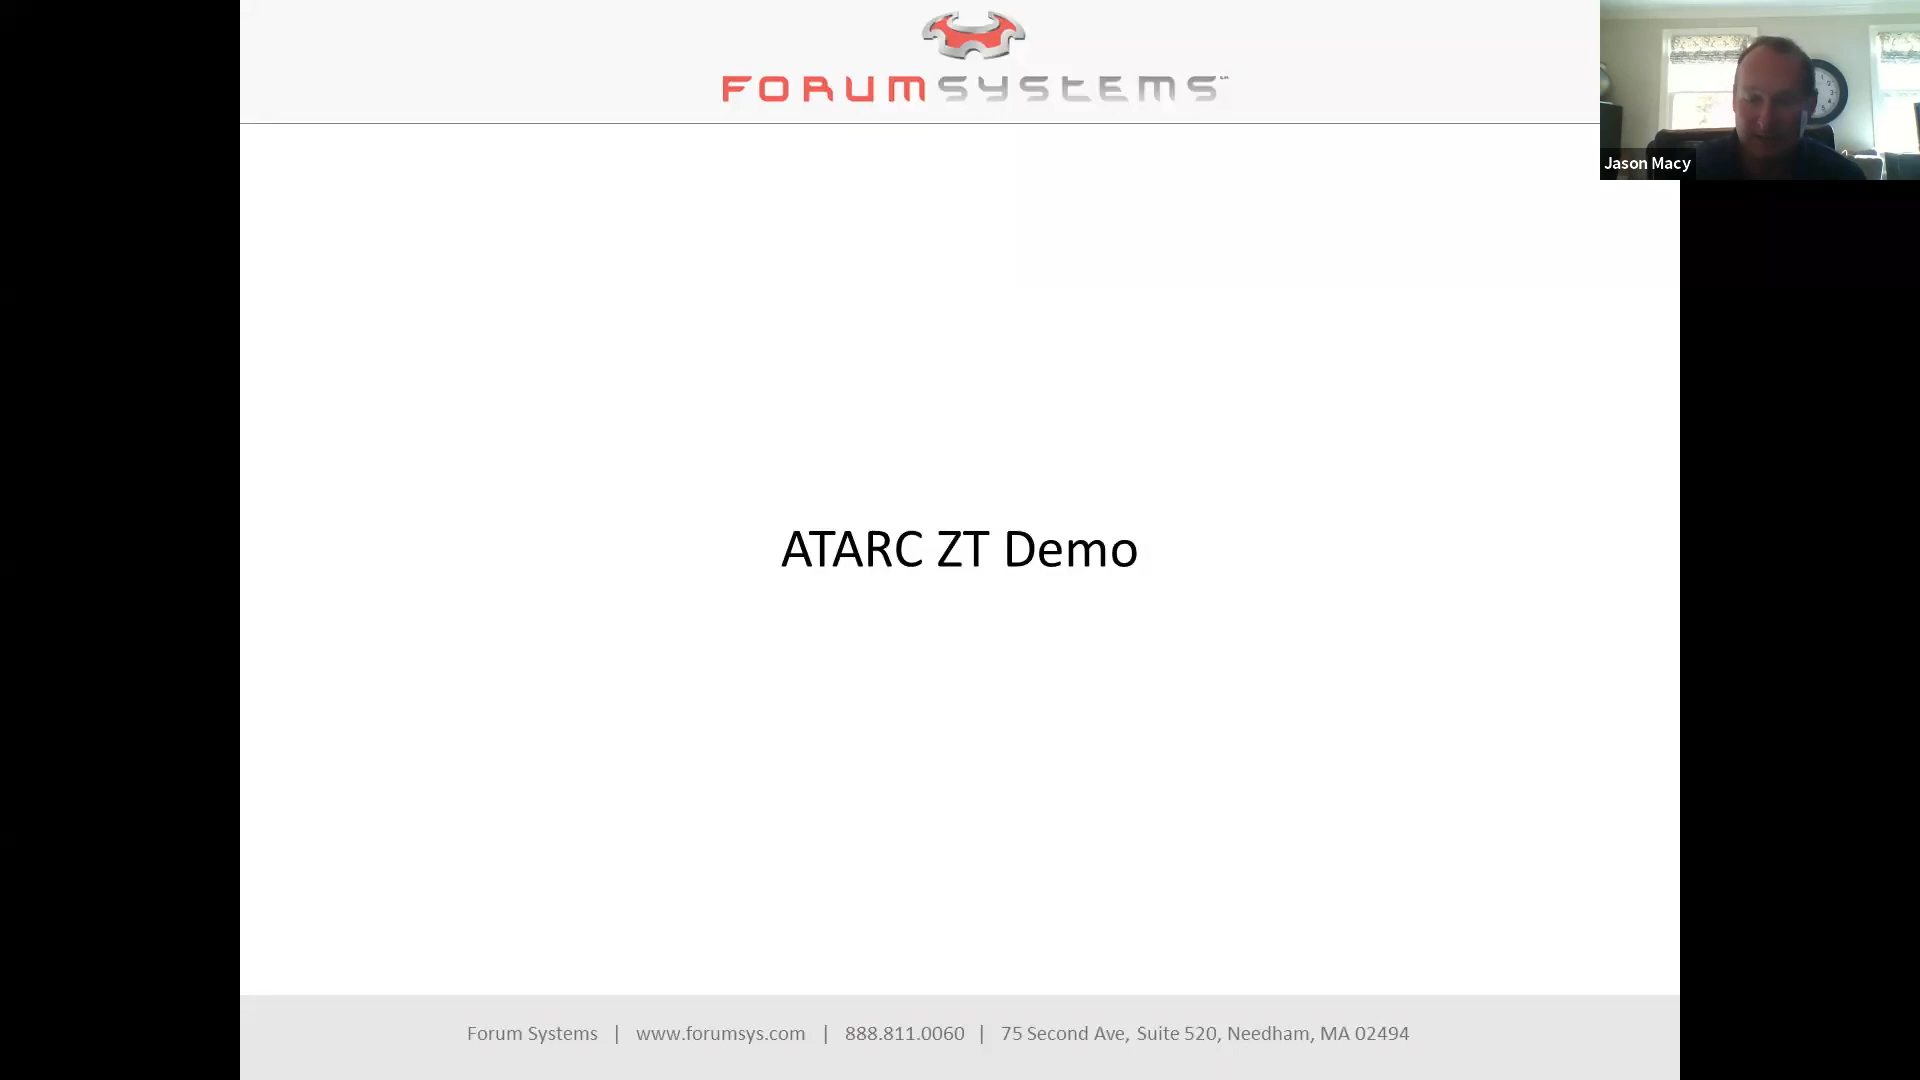 FORUMSYSTEMS
Jason Macy
ATARC ZT Demo
Forum Systems | www.forumsys.com | 888.811.0060 | 75 Second Ave, Suite 520, Needham, MA 02494